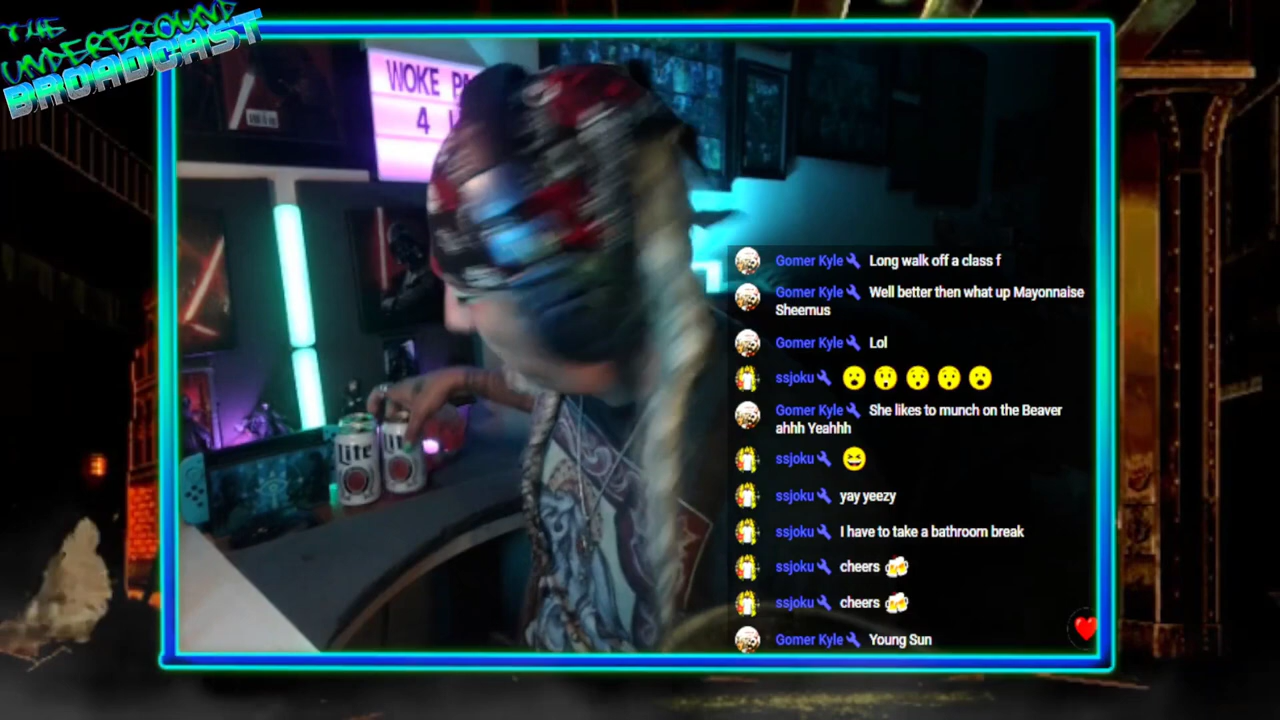 THE
UNDERGROUND
BROADCAST
WOKE
4
Lite
Gomer Kyle Long walk off a class f
Gomer Kyle Well better then what up Mayonnaise
Sheemus
Gomer Kyle Lol
ssjoku 😮 😲 😯 😲 😮
Gomer Kyle She likes to munch on the Beaver
ahhh Yeahhh
ssjoku 😆
ssjoku yay yeezy
ssjoku I have to take a bathroom break
ssjoku cheers 🍻
ssjoku cheers 🍻
Gomer Kyle Young Sun